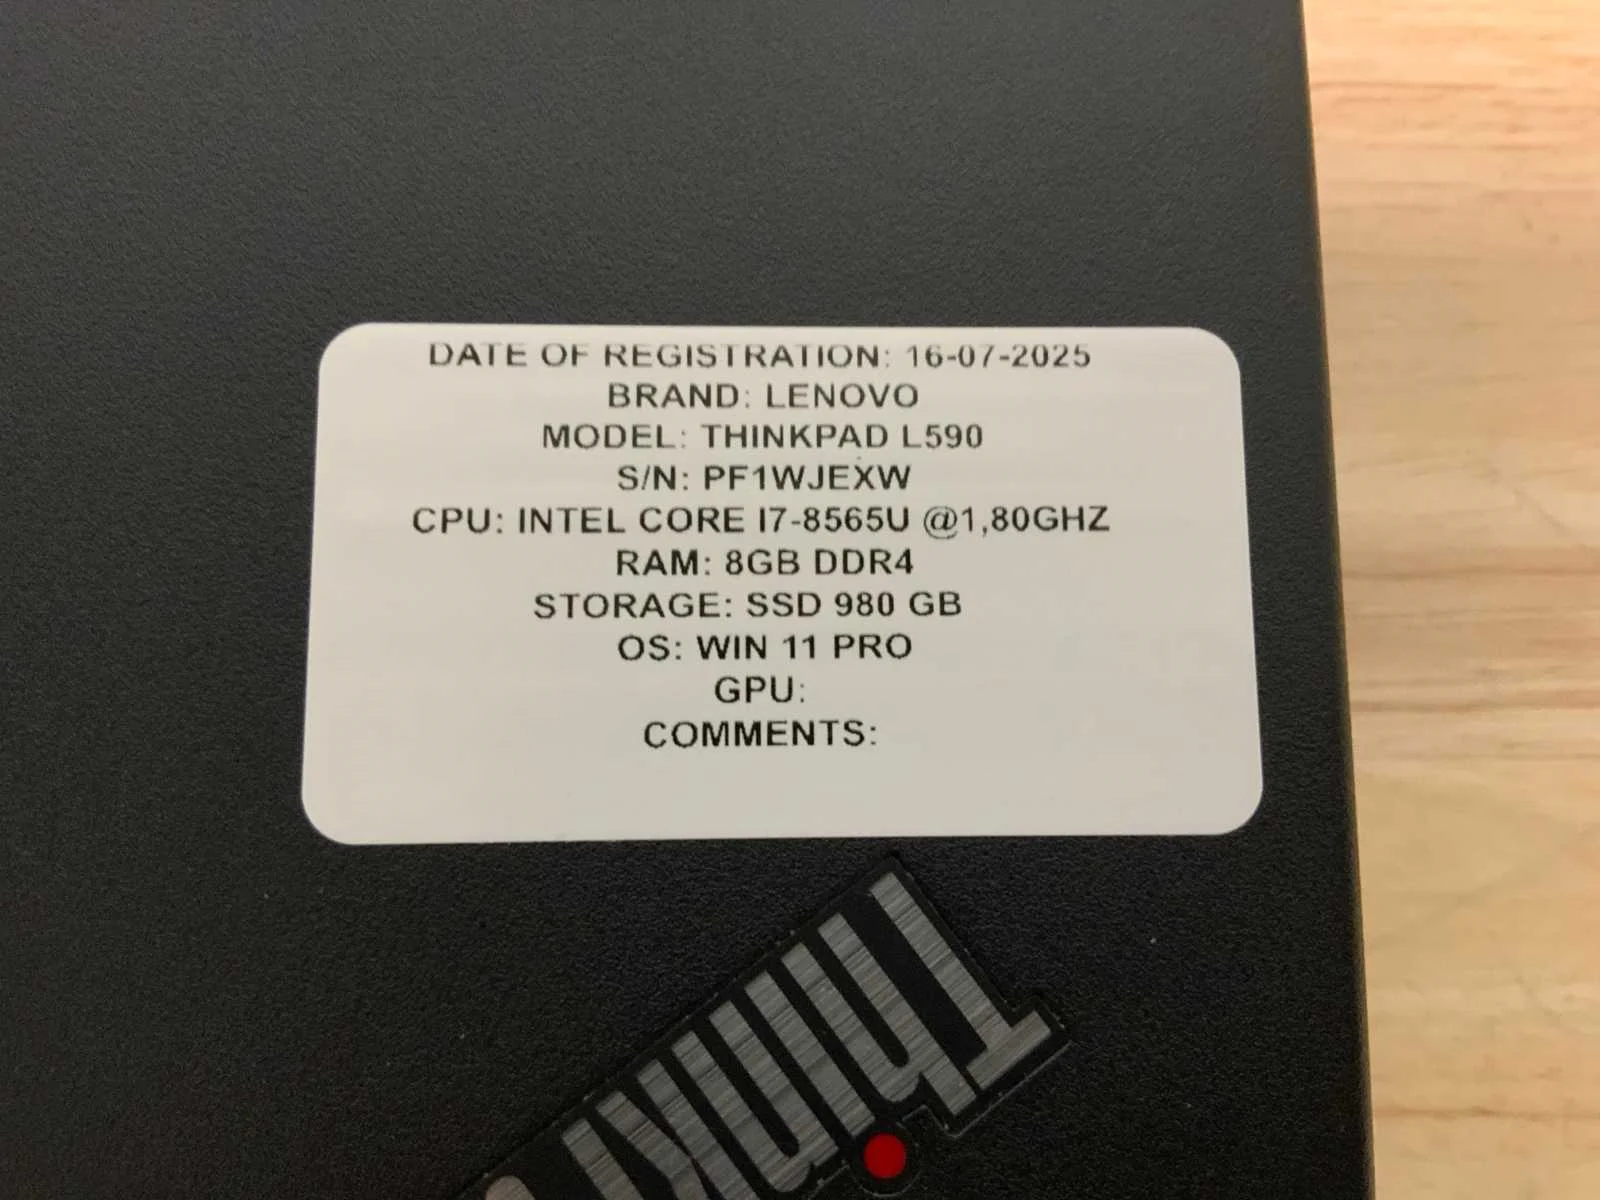 DATE OF REGISTRATION: 16-07-2025
BRAND: LENOVO
MODEL: THINKPAD L590
S/N: PF1WJEXW
CPU: INTEL CORE I7-8565U @1,80GHZ
RAM: 8GB DDR4
STORAGE: SSD 980 GB
OS: WIN 11 PRO
GPU:
COMMENTS:
Think